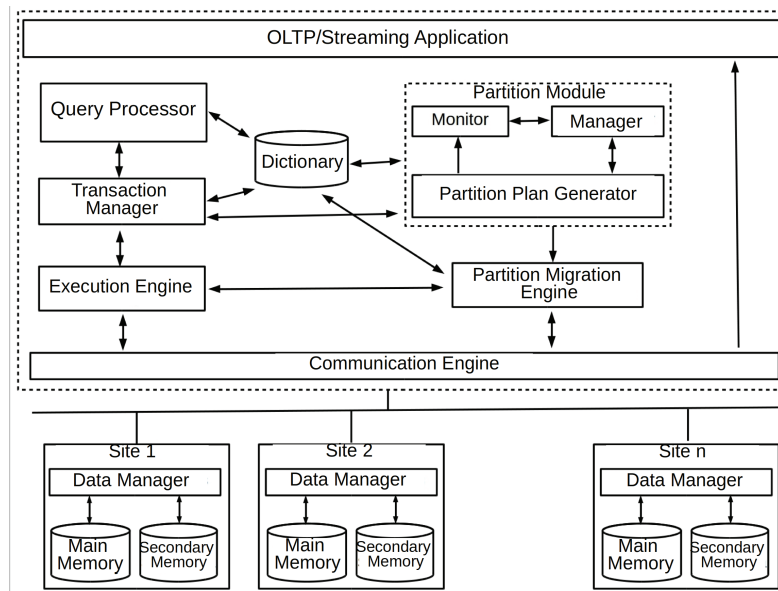 OLTP/Streaming Application
Query Processor
Dictionary
Partition Module
Monitor
Manager
Partition Plan Generator
Transaction
Manager
Execution Engine
Partition Migration
Engine
Communication Engine
Site 1
Data Manager
Main
Memory
Secondary
Memory
Site 2
Data Manager
Main
Memory
Secondary
Memory
Site n
Data Manager
Main
Memory
Secondary
Memory